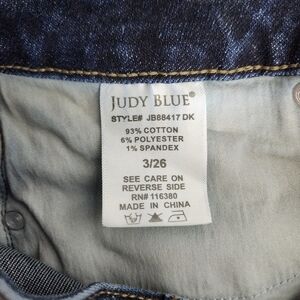 JUDY BLUE®
STYLE# JB88417 DK
93% COTTON
6% POLYESTER
1% SPANDEX
3/26
SEE CARE ON
REVERSE SIDE
RN# 116380
MADE IN CHINA